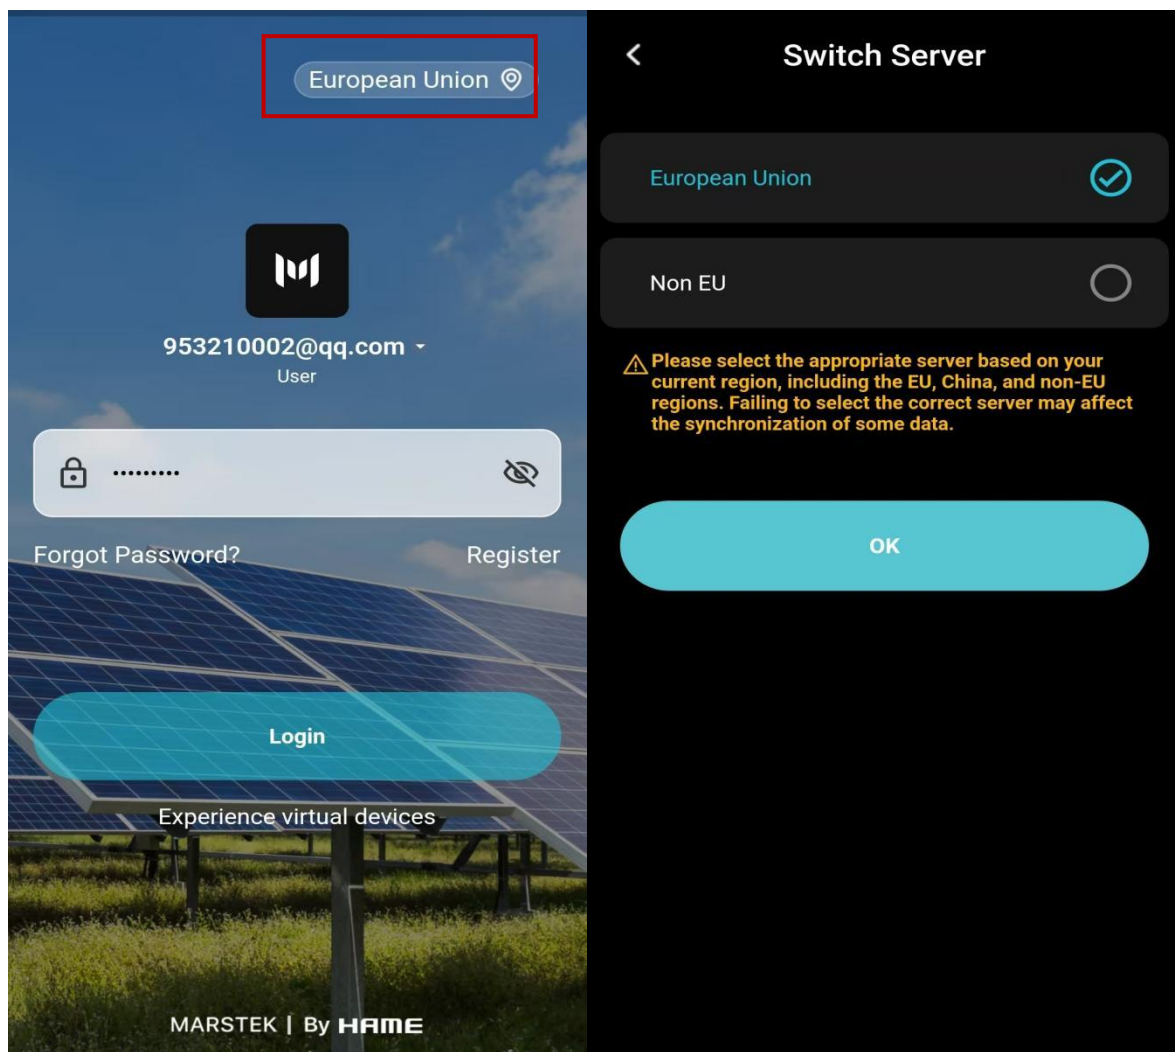 European Union
953210002@qq.com
User
•••••••••
Forgot Password?
Register
Login
Experience virtual devices
MARSTEK | By HAME
Switch Server
European Union
Non EU
Please select the appropriate server based on your
current region, including the EU, China, and non-EU
regions. Failing to select the correct server may affect
the synchronization of some data.
OK